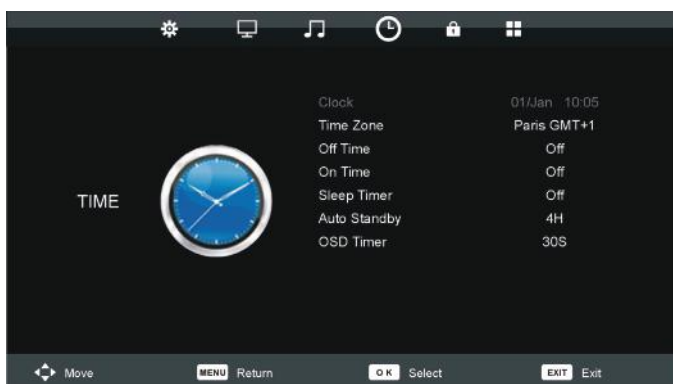 Clock 01/Jan 10:05
Time Zone Paris GMT+1
Off Time Off
On Time Off
TIME
Sleep Timer Off
Auto Standby 4H
OSD Timer 30S
Move MENU Return OK Select EXIT Exit